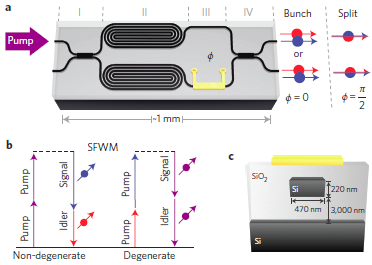 a
I II III IV Bunch Split
Pump
or
ϕ
ϕ = 0 ϕ = π/2
~1 mm
b SFWM c
Pump Signal Pump Signal
Pump Idler Pump Idler
Non-degenerate Degenerate
SiO2
Si 220 nm
470 nm 3,000 nm
Si